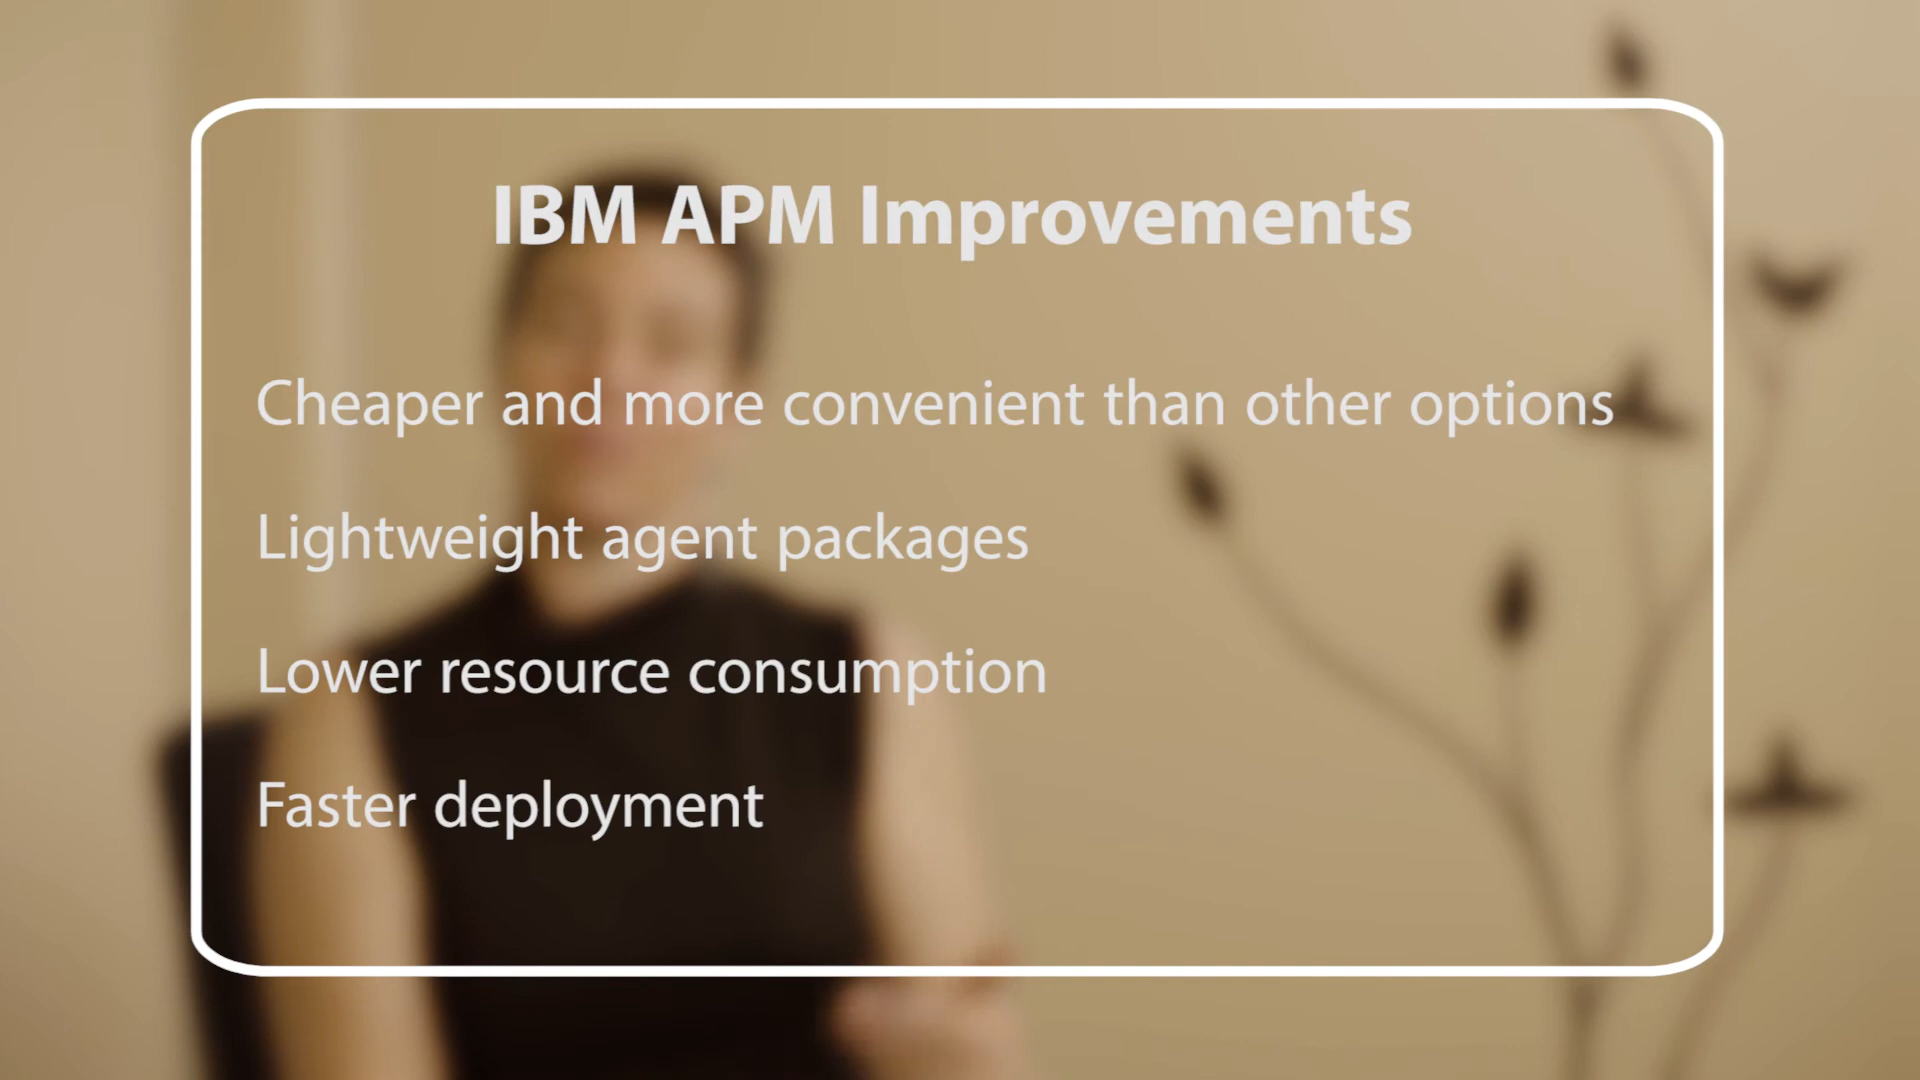 IBM APM Improvements
Cheaper and more convenient than other options
Lightweight agent packages
Lower resource consumption
Faster deployment